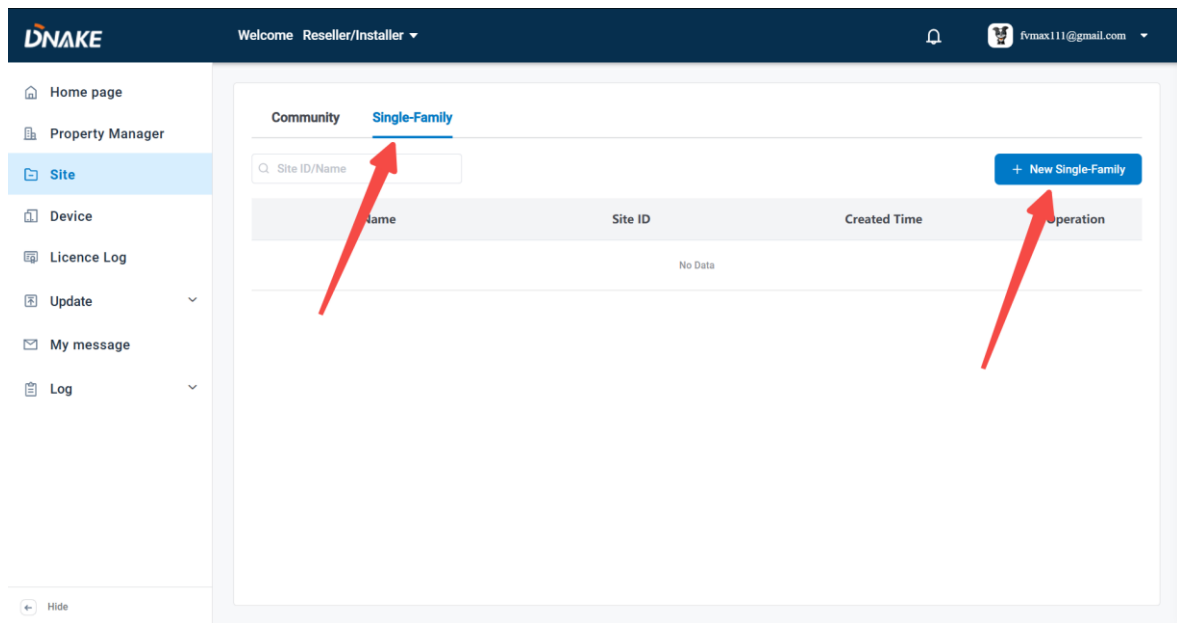 DNAKE
Welcome Reseller/Installer
fvmax111@gmail.com
Home page
Property Manager
Site
Device
Licence Log
Update
My message
Log
Hide
Community Single-Family
Site ID/Name
+ New Single-Family
Name Site ID Created Time Operation
No Data